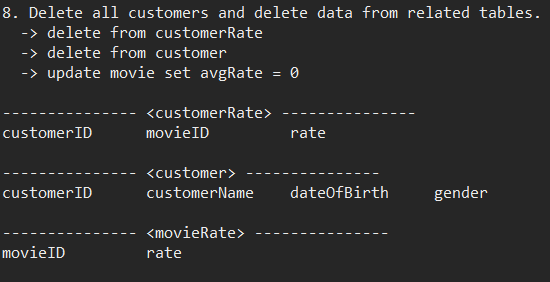 8. Delete all customers and delete data from related tables.
-> delete from customerRate
-> delete from customer
-> update movie set avgRate = 0
--------------- <customerRate> ---------------
customerID movieID rate
--------------- <customer> ---------------
customerID customerName dateOfBirth gender
--------------- <movieRate> ---------------
movieID rate